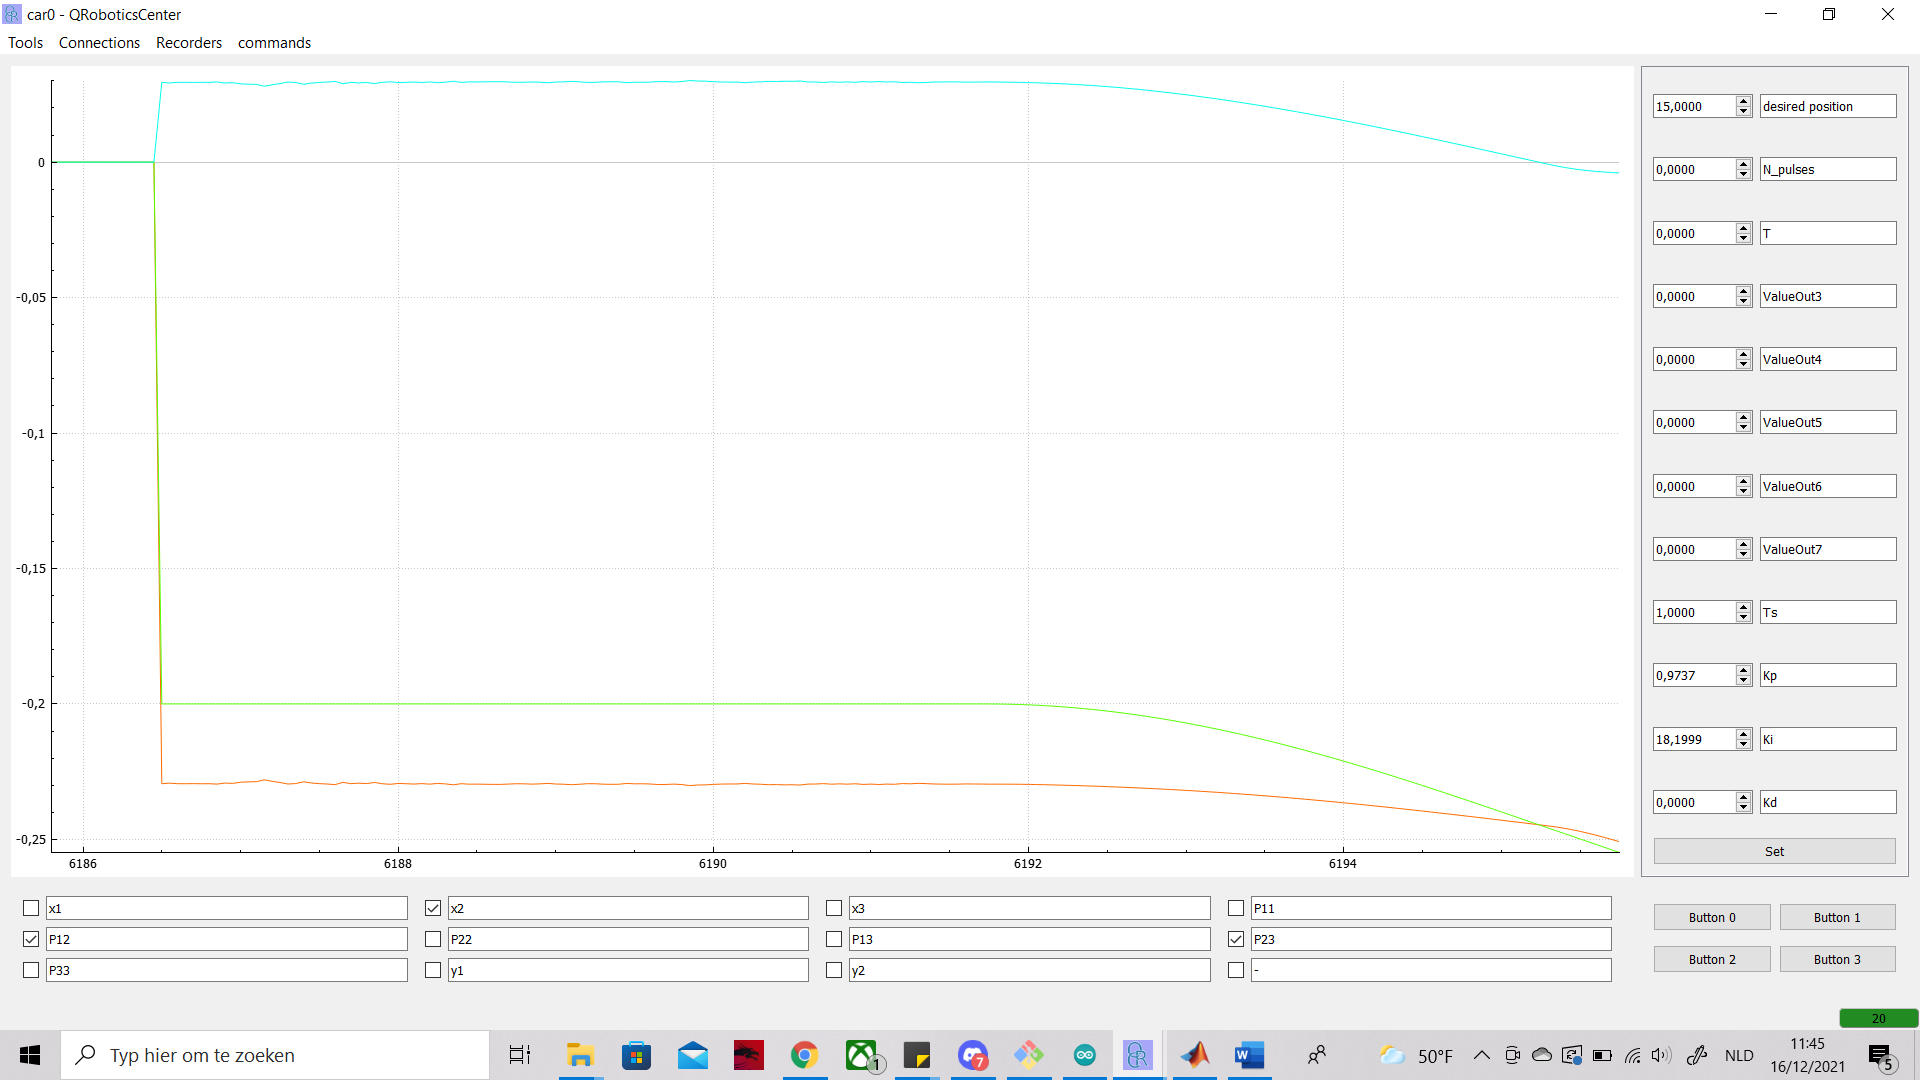 car0 - QRoboticsCenter
Tools Connections Recorders commands
0
-0,05
-0,1
-0,15
-0,2
-0,25
6186 6188 6190 6192 6194
15,0000 desired position
0,0000 N_pulses
0,0000 T
0,0000 ValueOut3
0,0000 ValueOut4
0,0000 ValueOut5
0,0000 ValueOut6
0,0000 ValueOut7
1,0000 Ts
0,9737 Kp
18,1999 Ki
0,0000 Kd
Set
x1 x2 x3 P11
P12 P22 P13 P23
P33 y1 y2 -
Button 0 Button 1
Button 2 Button 3
20
Typ hier om te zoeken
1
7
W
50°F
NLD
11:45
16/12/2021
5